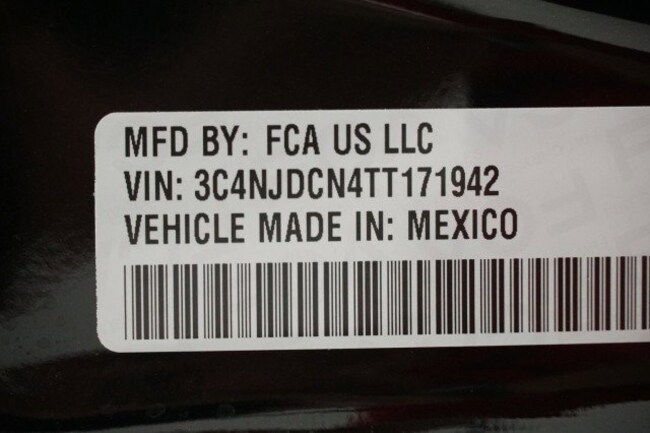 MFD BY: FCA US LLC
VIN: 3C4NJDCN4TT171942
VEHICLE MADE IN: MEXICO